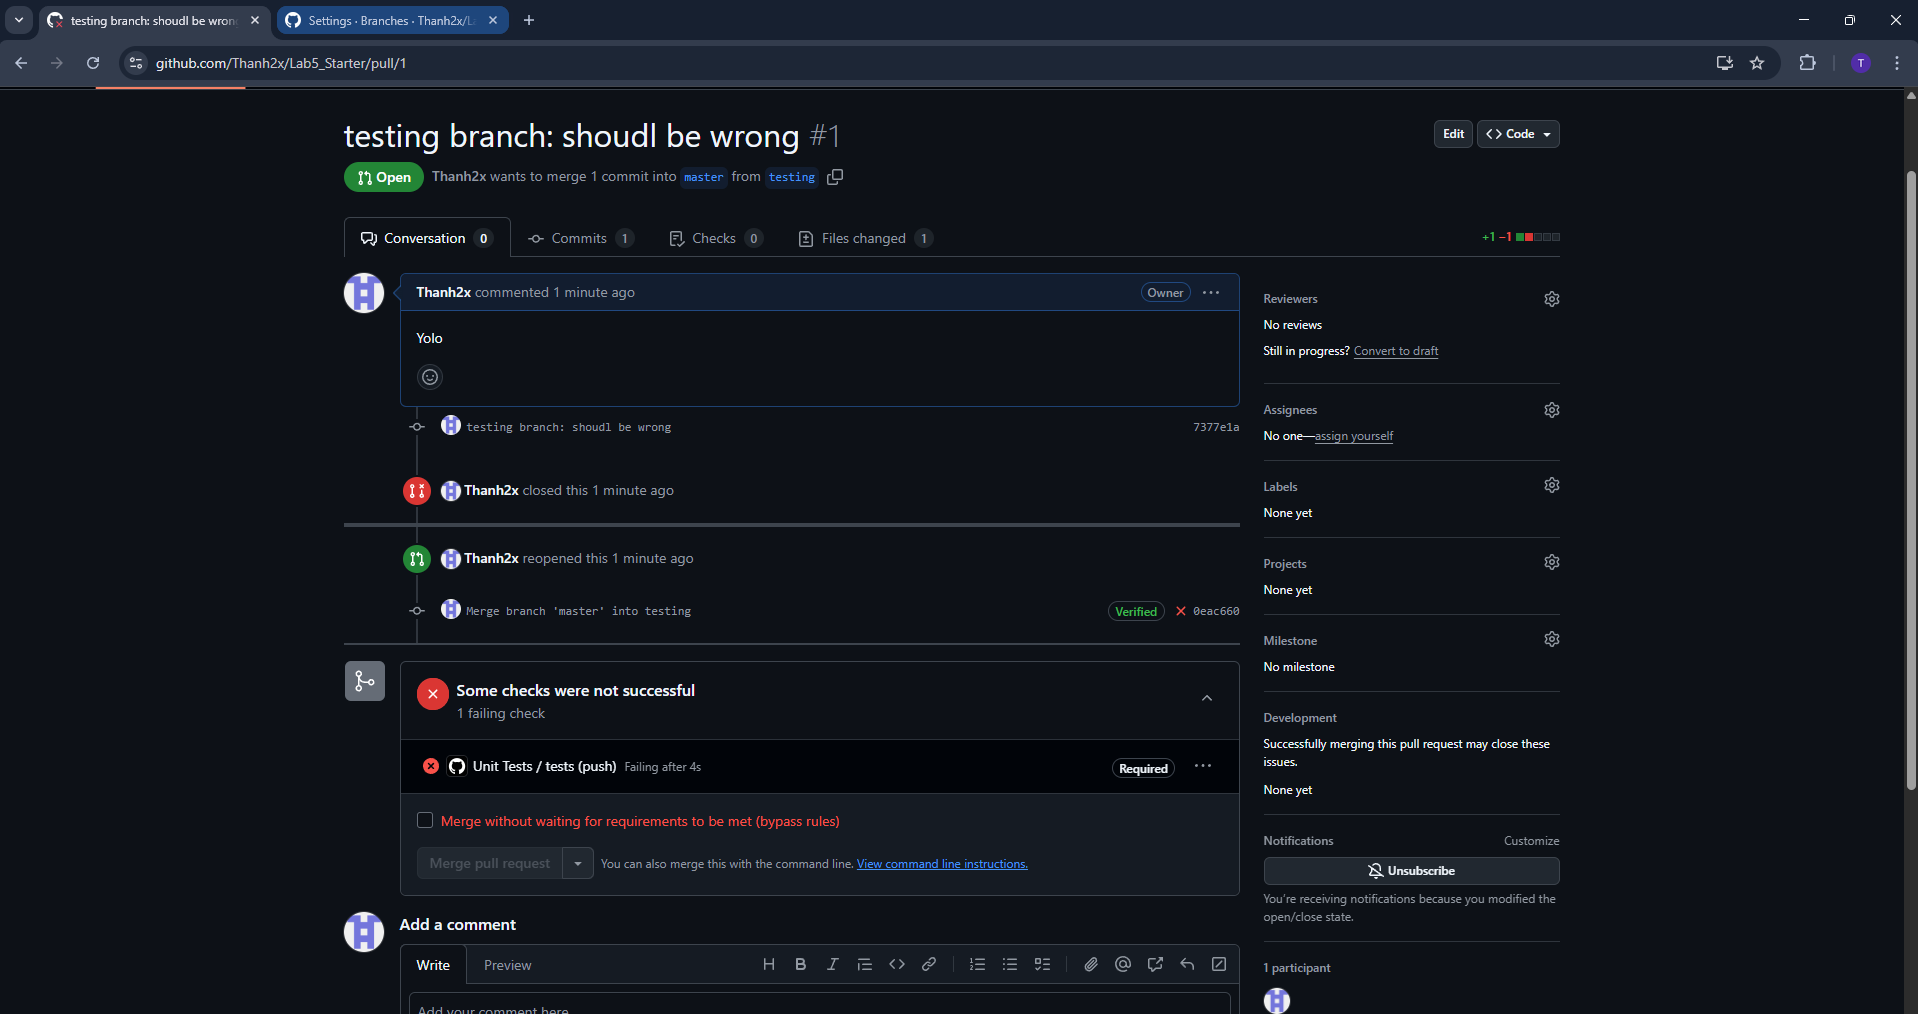 testing branch: shoudl be wron
Settings · Branches · Thanh2x/L
github.com/Thanh2x/Lab5_Starter/pull/1
T
testing branch: shoudl be wrong #1
Edit
Code
Open
Thanh2x wants to merge 1 commit into master from testing
Conversation 0
Commits 1
Checks 0
Files changed 1
+1 −1
Thanh2x commented 1 minute ago
Owner
Yolo
testing branch: shoudl be wrong
7377e1a
Thanh2x closed this 1 minute ago
Thanh2x reopened this 1 minute ago
Merge branch 'master' into testing
Verified
0eac660
Some checks were not successful
1 failing check
Unit Tests / tests (push) Failing after 4s
Required
Merge without waiting for requirements to be met (bypass rules)
Merge pull request
You can also merge this with the command line. View command line instructions.
Add a comment
Write
Preview
Add your comment here
Reviewers
No reviews
Still in progress? Convert to draft
Assignees
No one—assign yourself
Labels
None yet
Projects
None yet
Milestone
No milestone
Development
Successfully merging this pull request may close these
issues.
None yet
Notifications
Customize
Unsubscribe
You're receiving notifications because you modified the
open/close state.
1 participant